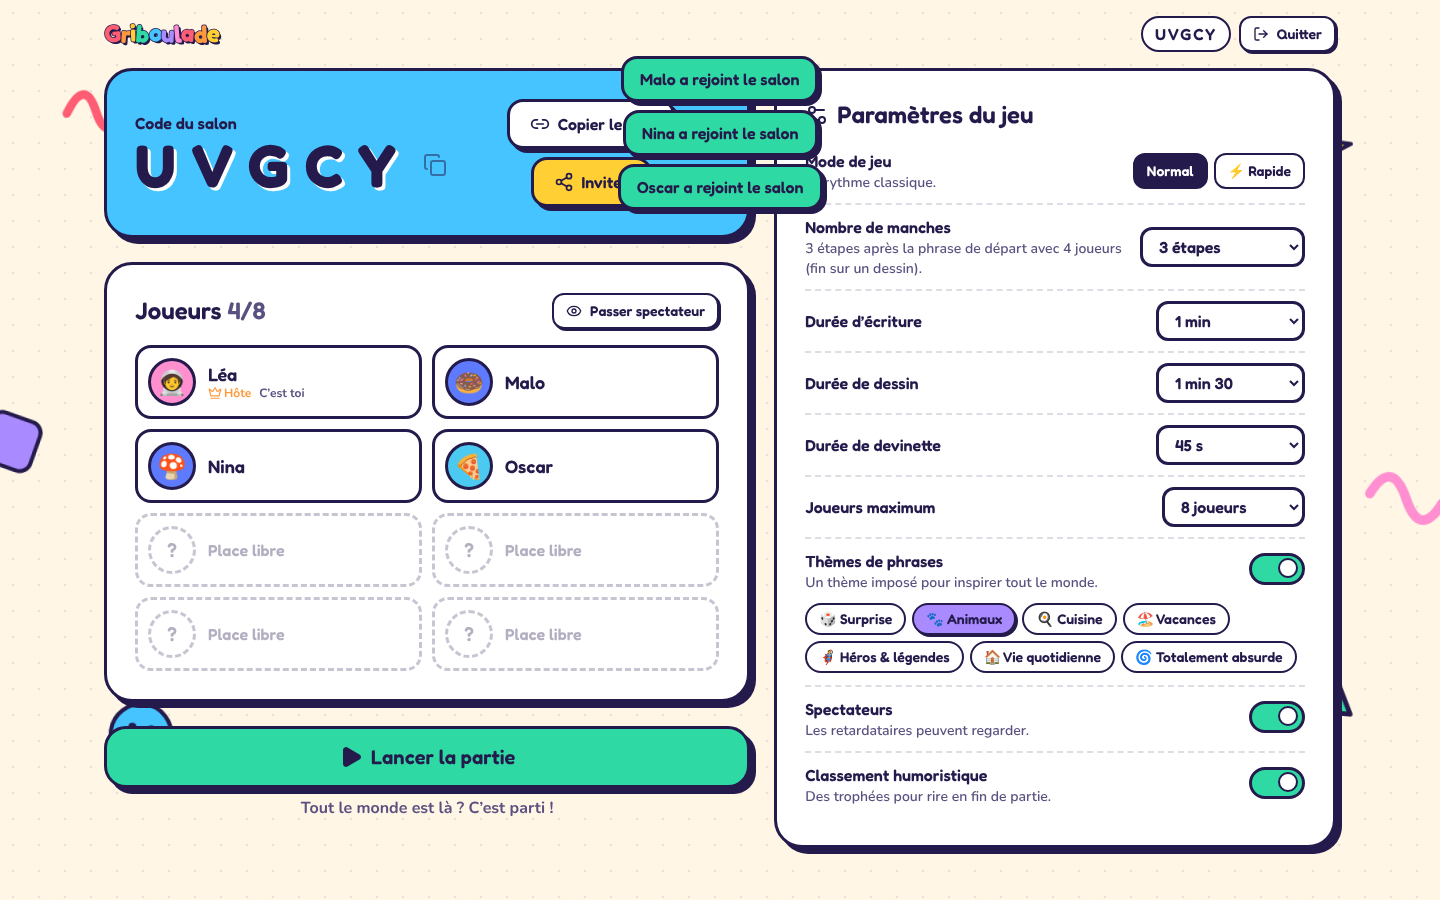 Griboulade
UVGCY
Quitter
Malo a rejoint le salon
Nina a rejoint le salon
Oscar a rejoint le salon
Code du salon
UVGCY
Copier le
Invite
Joueurs 4/8
Passer spectateur
Léa
Hôte C'est toi
Malo
Nina
Oscar
? Place libre
? Place libre
? Place libre
? Place libre
Lancer la partie
Tout le monde est là ? C'est parti !
Paramètres du jeu
Mode de jeu
rythme classique.
Normal
⚡ Rapide
Nombre de manches
3 étapes après la phrase de départ avec 4 joueurs
(fin sur un dessin).
3 étapes
Durée d'écriture
1 min
Durée de dessin
1 min 30
Durée de devinette
45 s
Joueurs maximum
8 joueurs
Thèmes de phrases
Un thème imposé pour inspirer tout le monde.
🎲 Surprise
🐾 Animaux
🍳 Cuisine
🏖️ Vacances
🦸 Héros & légendes
🏠 Vie quotidienne
🌀 Totalement absurde
Spectateurs
Les retardataires peuvent regarder.
Classement humoristique
Des trophées pour rire en fin de partie.